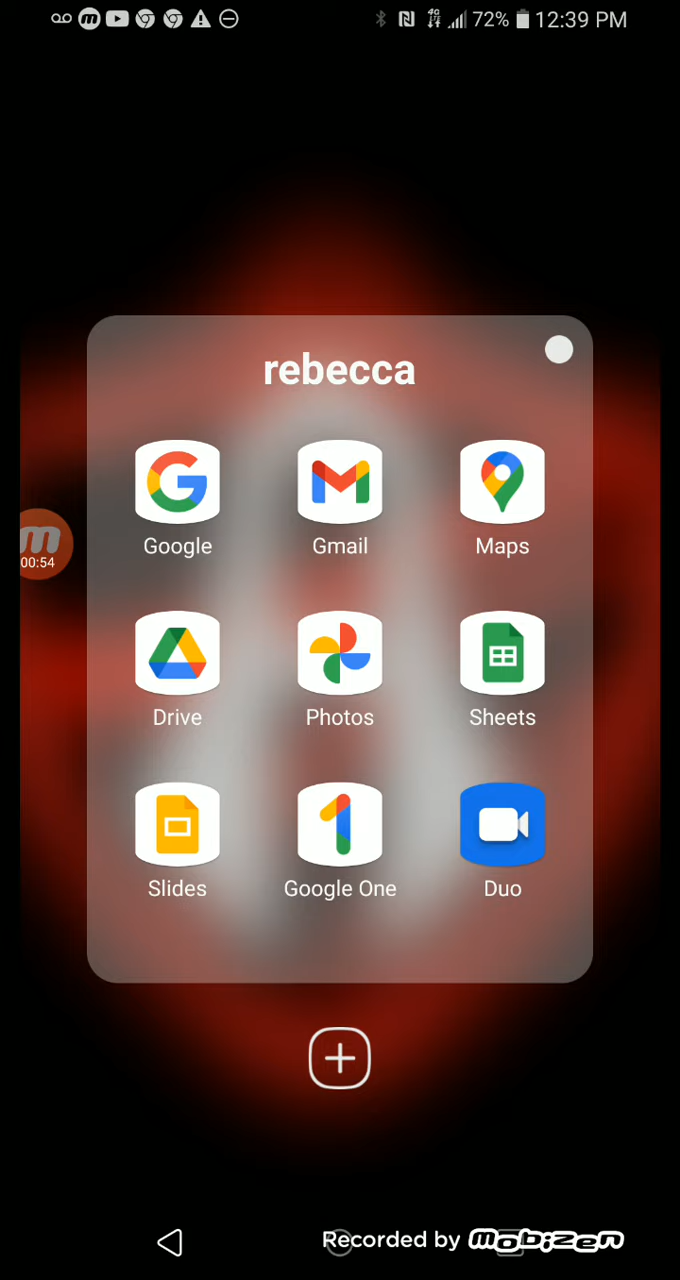 72% 12:39 PM
rebecca
Google Gmail Maps
00:54
Drive Photos Sheets
Slides Google One Duo
Recorded by mobizen